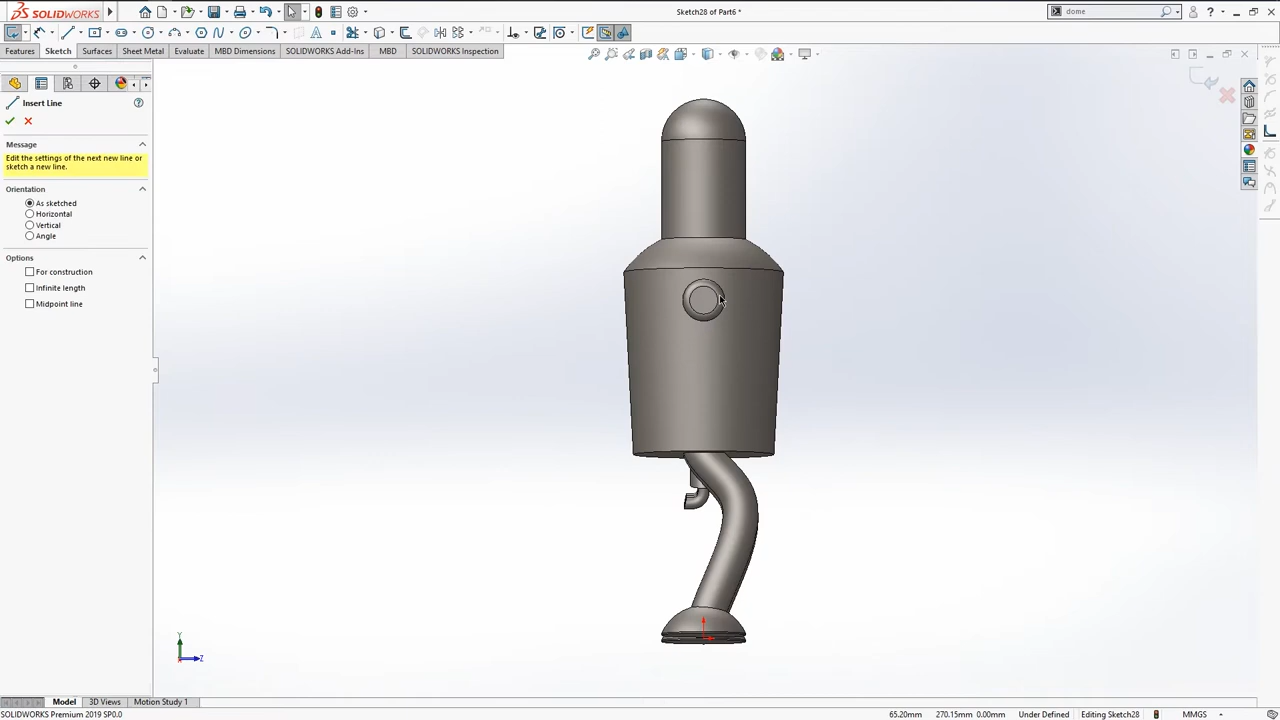 SOLIDWORKS
Sketch28 of Part6 *
dome
Features Sketch Surfaces Sheet Metal Evaluate MBD Dimensions SOLIDWORKS Add-Ins MBD SOLIDWORKS Inspection
Insert Line
Message
Edit the settings of the next new line or
sketch a new line.
Orientation
As sketched
Horizontal
Vertical
Angle
Options
For construction
Infinite length
Midpoint line
Y
Z
Model 3D Views Motion Study 1
SOLIDWORKS Premium 2019 SP0.0 65.20mm 270.15mm 0.00mm Under Defined Editing Sketch28 MMGS